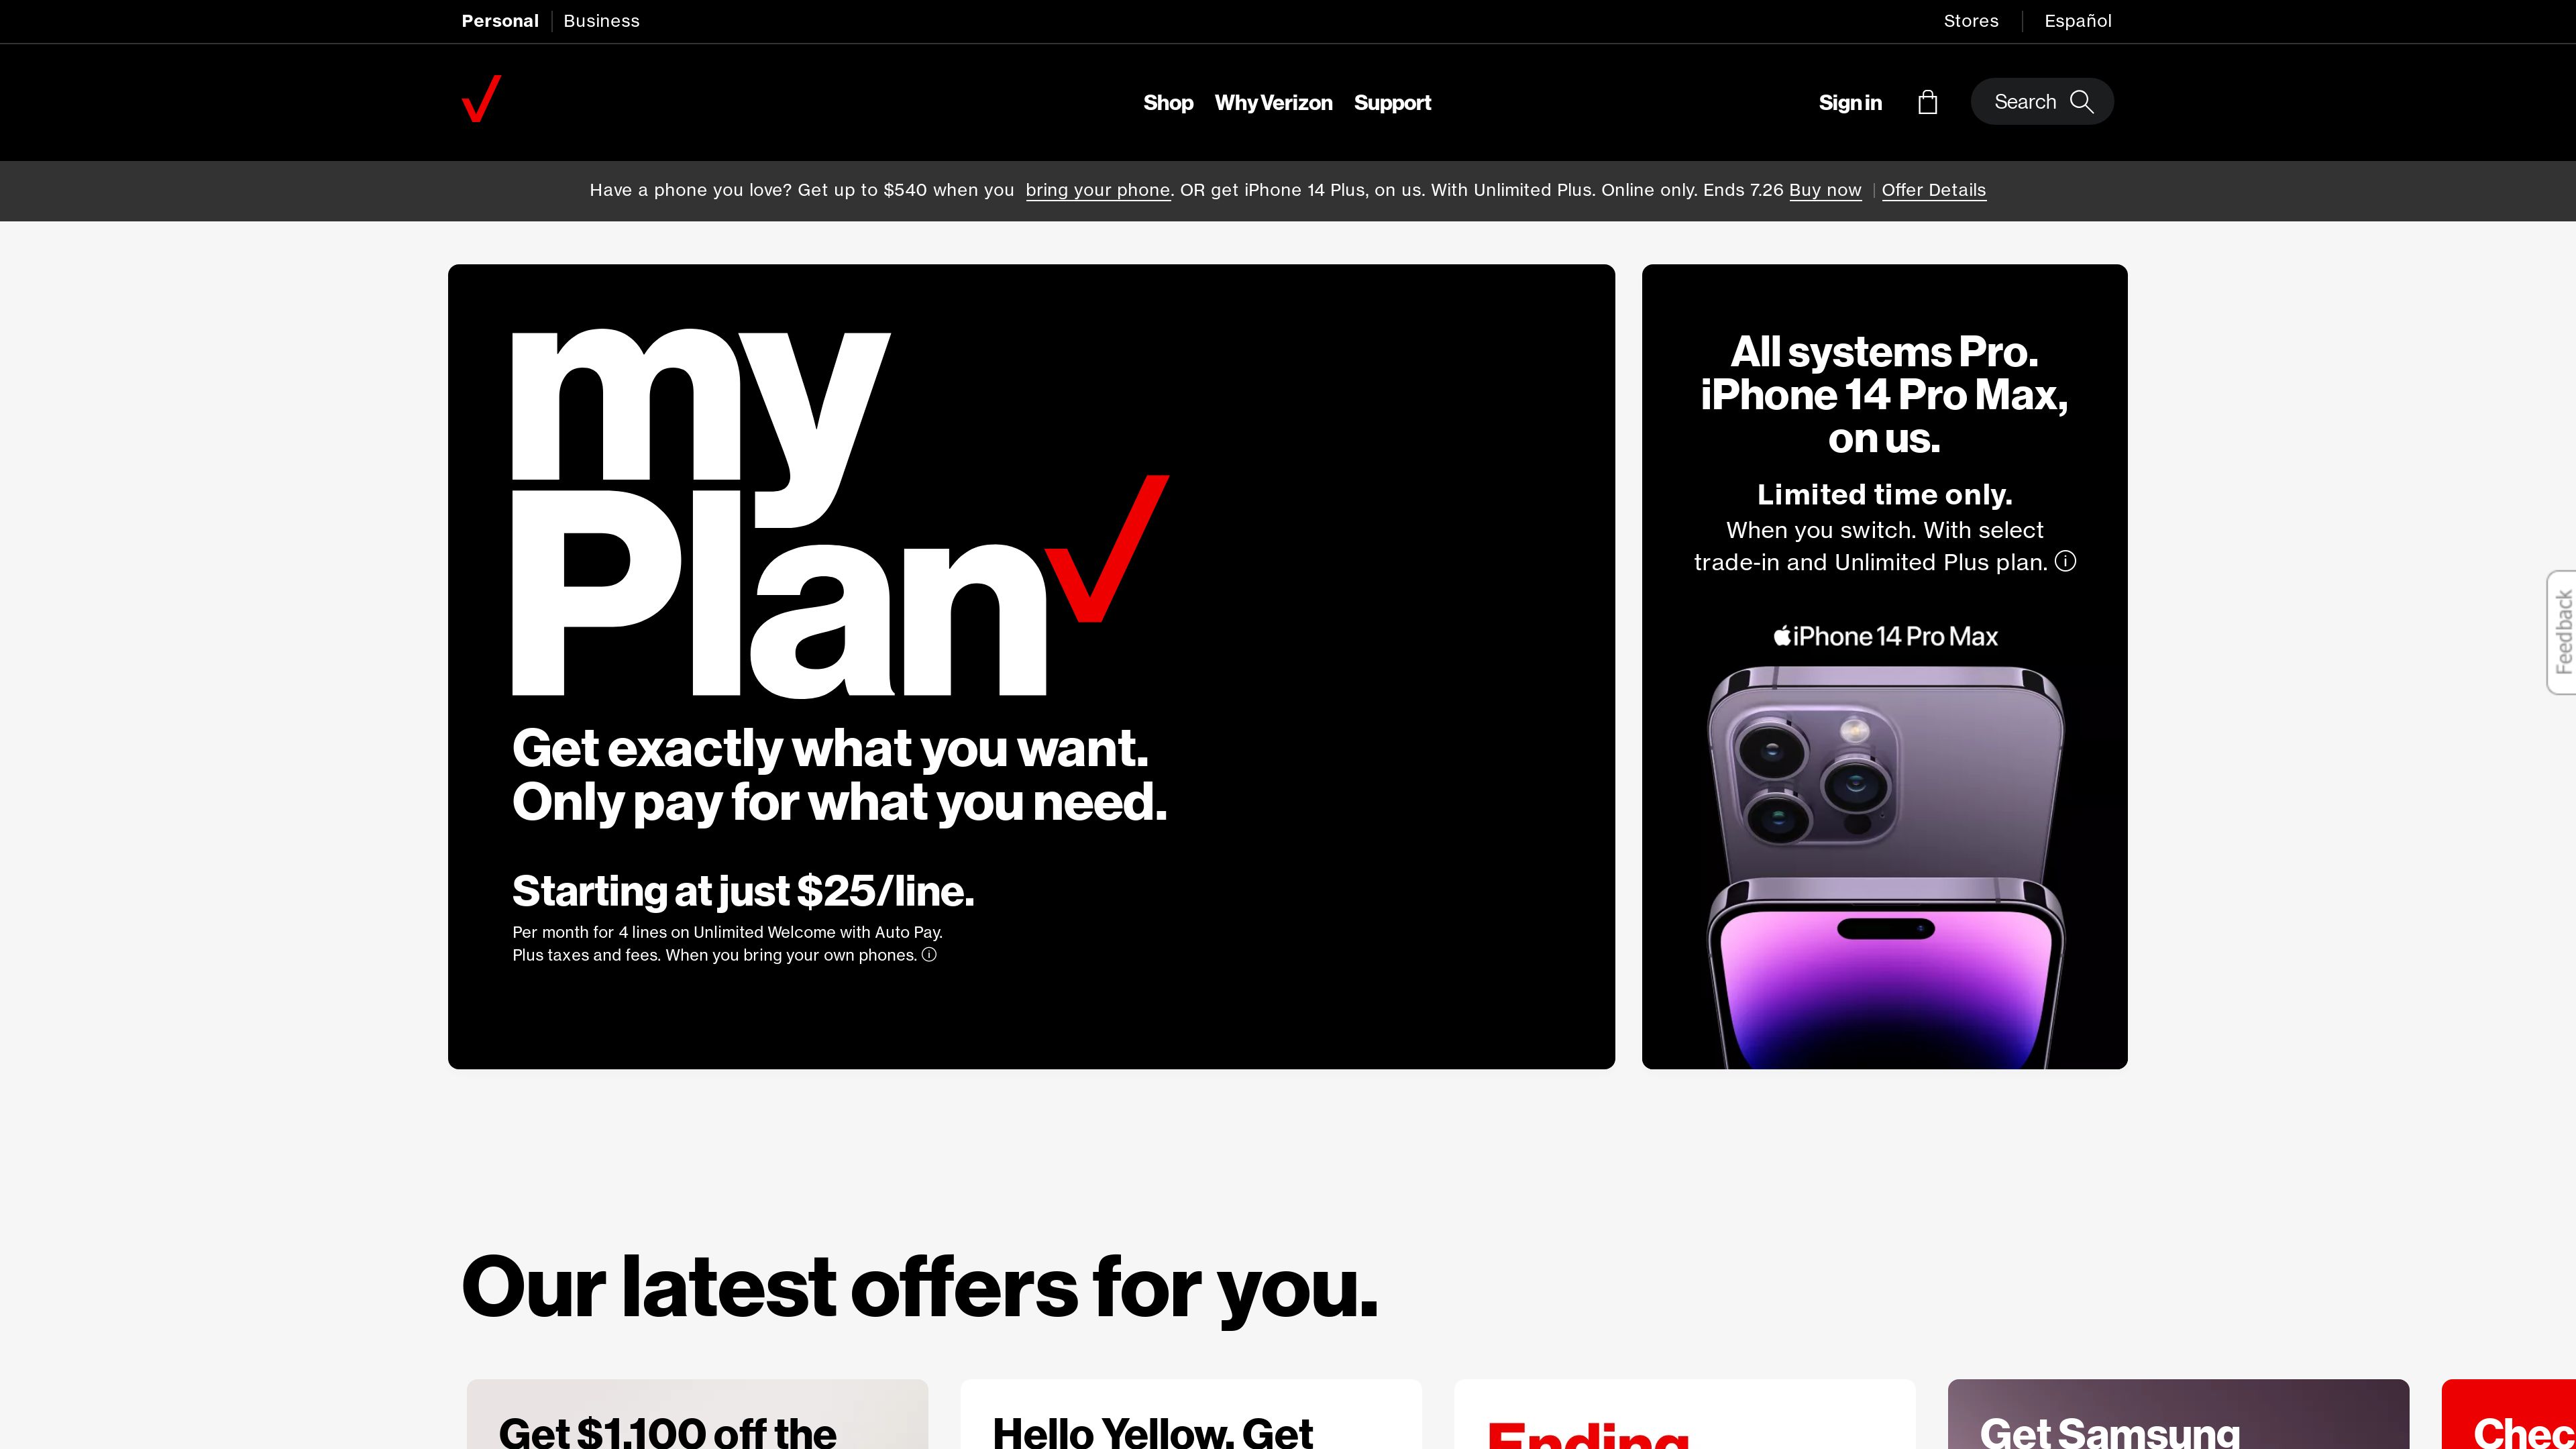 Personal Business Stores Español
Shop Why Verizon Support Sign in Search
Have a phone you love? Get up to $540 when you bring your phone. OR get iPhone 14 Plus, on us. With Unlimited Plus. Online only. Ends 7.26 Buy now | Offer Details
my
Plan
Get exactly what you want.
Only pay for what you need.
Starting at just $25/line.
Per month for 4 lines on Unlimited Welcome with Auto Pay.
Plus taxes and fees. When you bring your own phones.
All systems Pro.
iPhone 14 Pro Max,
on us.
Limited time only.
When you switch. With select
trade-in and Unlimited Plus plan.
iPhone 14 Pro Max
Feedback
Our latest offers for you.
Get $1,100 off the
Hello Yellow. Get
Ending
Get Samsung
Chec